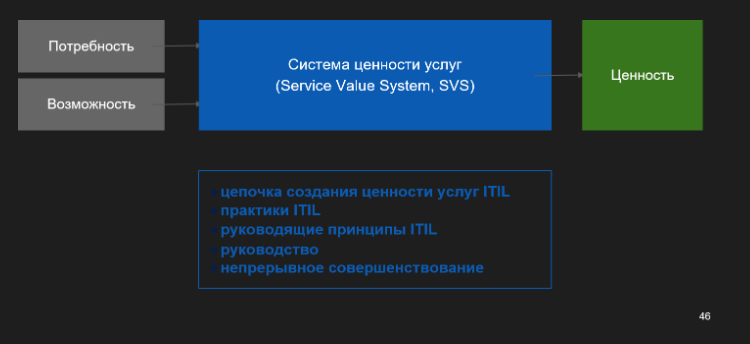 Потребность
Возможность
Система ценности услуг
(Service Value System, SVS)
Ценность
цепочка создания ценности услуг ITIL
практики ITIL
руководящие принципы ITIL
руководство
непрерывное совершенствование
46